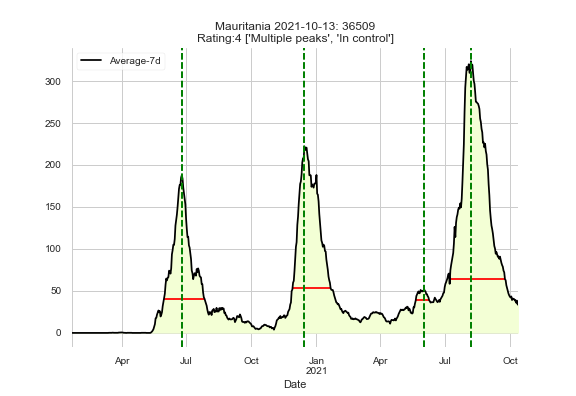 Mauritania 2021-10-13: 36509
Rating:4 ['Multiple peaks', 'In control']
Average-7d
300
250
200
150
100
50
0
Apr
Jul
Oct
Jan
2021
Apr
Jul
Oct
Date